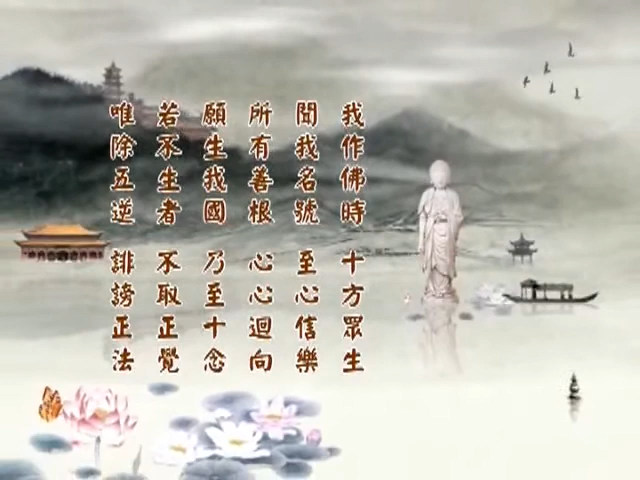 我作佛時 十方眾生
聞我名號 至心信樂
所有善根 心心迴向
願生我國 乃至十念
若不生者 不取正覺
唯除五逆 誹謗正法